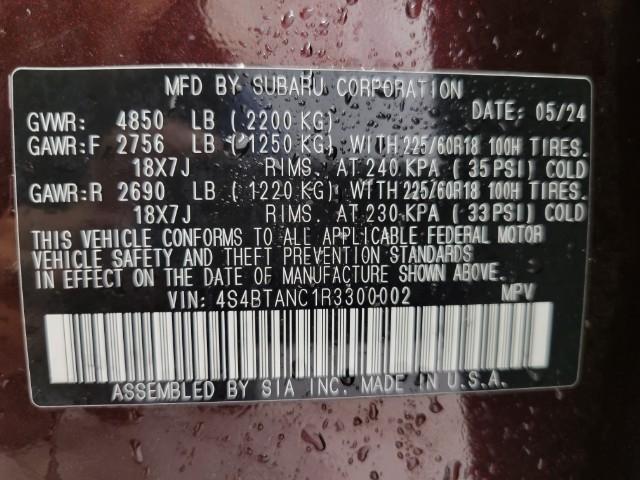 MFD BY SUBARU CORPORATION
DATE: 05/24
GVWR: 4850 LB ( 2200 KG)
GAWR:F 2756 LB ( 1250 KG) WITH 225/60R18 100H TIRES.
18X7J RIMS. AT 240 KPA ( 35 PSI) COLD
GAWR:R 2690 LB ( 1220 KG) WITH 225/60R18 100H TIRES.
18X7J RIMS. AT 230 KPA ( 33 PSI) COLD
THIS VEHICLE CONFORMS TO ALL APPLICABLE FEDERAL MOTOR
VEHICLE SAFETY AND THEFT PREVENTION STANDARDS
IN EFFECT ON THE DATE OF MANUFACTURE SHOWN ABOVE.
VIN: 4S4BTANC1R3300002 MPV
ASSEMBLED BY SIA INC. MADE IN U.S.A.